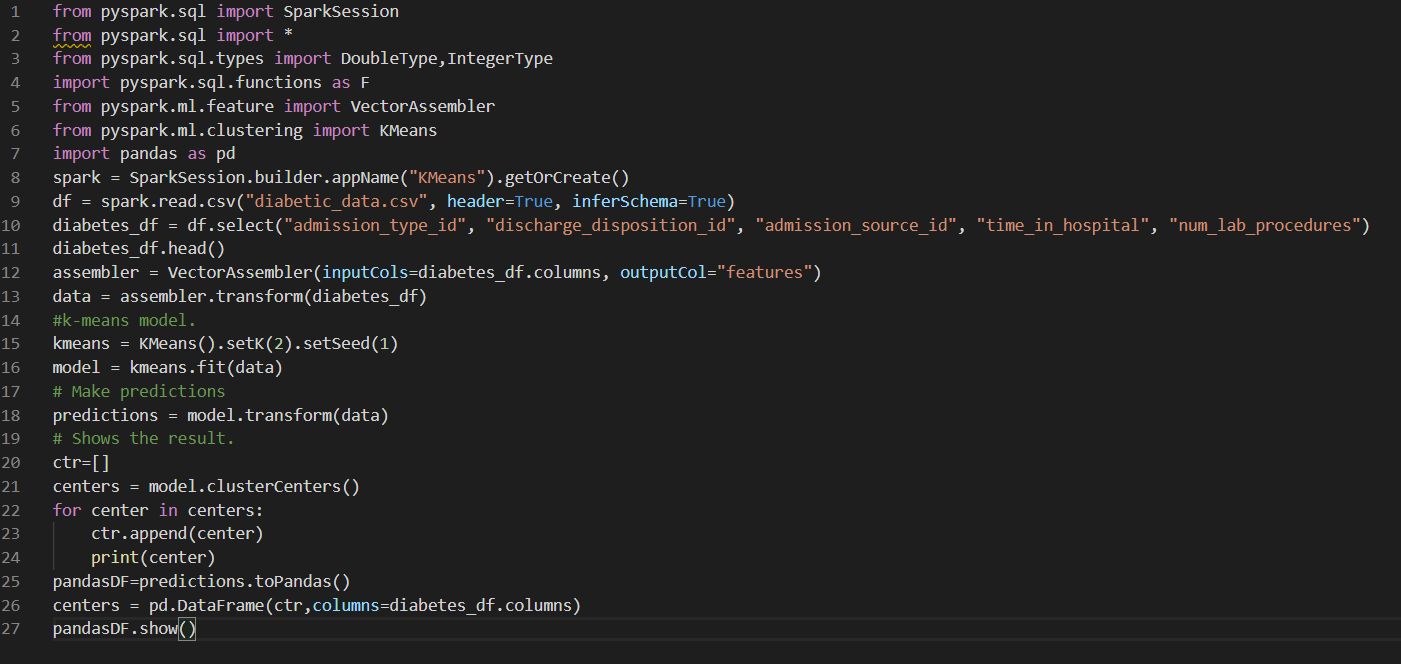 1 from pyspark.sql import SparkSession
2 from pyspark.sql import *
3 from pyspark.sql.types import DoubleType,IntegerType
4 import pyspark.sql.functions as F
5 from pyspark.ml.feature import VectorAssembler
6 from pyspark.ml.clustering import KMeans
7 import pandas as pd
8 spark = SparkSession.builder.appName("KMeans").getOrCreate()
9 df = spark.read.csv("diabetic_data.csv", header=True, inferSchema=True)
10 diabetes_df = df.select("admission_type_id", "discharge_disposition_id", "admission_source_id", "time_in_hospital", "num_lab_procedures")
11 diabetes_df.head()
12 assembler = VectorAssembler(inputCols=diabetes_df.columns, outputCol="features")
13 data = assembler.transform(diabetes_df)
14 #k-means model.
15 kmeans = KMeans().setK(2).setSeed(1)
16 model = kmeans.fit(data)
17 # Make predictions
18 predictions = model.transform(data)
19 # Shows the result.
20 ctr=[]
21 centers = model.clusterCenters()
22 for center in centers:
23     ctr.append(center)
24     print(center)
25 pandasDF=predictions.toPandas()
26 centers = pd.DataFrame(ctr,columns=diabetes_df.columns)
27 pandasDF.show()